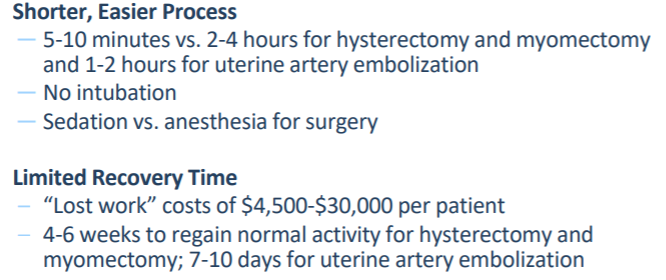 Shorter, Easier Process
— 5-10 minutes vs. 2-4 hours for hysterectomy and myomectomy
and 1-2 hours for uterine artery embolization
— No intubation
— Sedation vs. anesthesia for surgery
Limited Recovery Time
– “Lost work” costs of $4,500-$30,000 per patient
– 4-6 weeks to regain normal activity for hysterectomy and
myomectomy; 7-10 days for uterine artery embolization